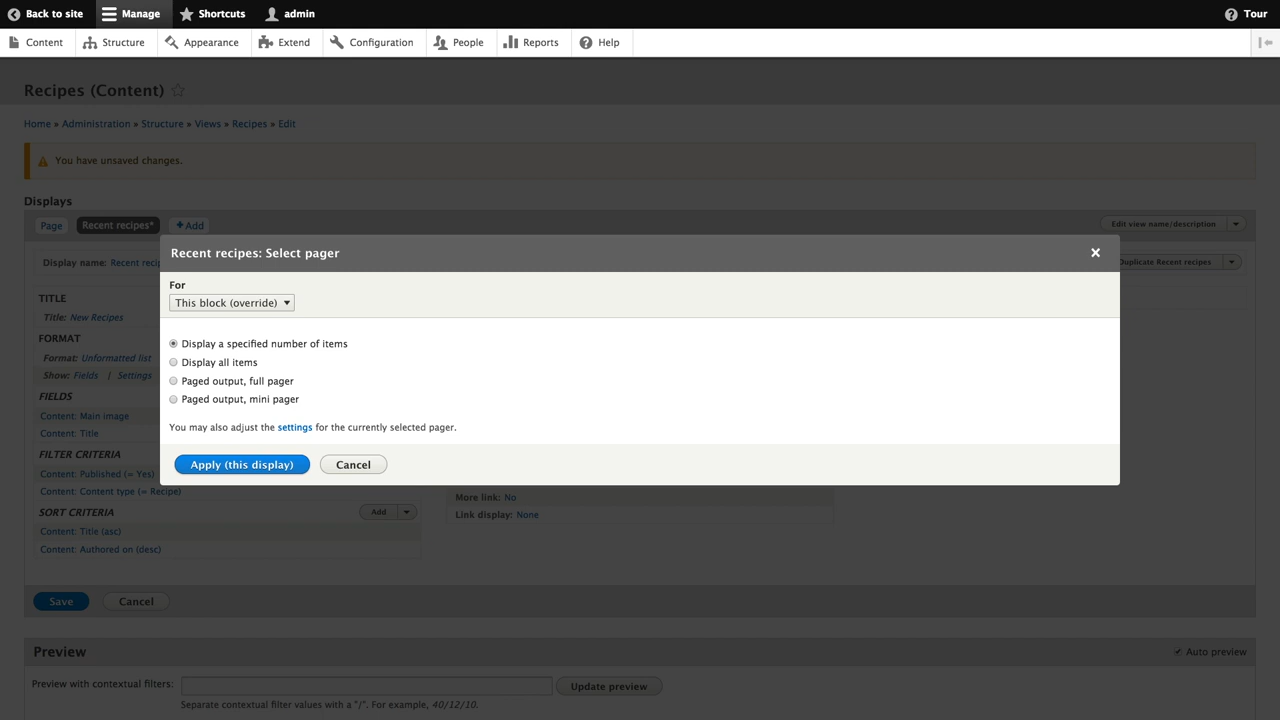 Back to site Manage Shortcuts admin Tour
Content Structure Appearance Extend Configuration People Reports Help
Recipes (Content)
Home » Administration » Structure » Views » Recipes » Edit
You have unsaved changes.
Displays
Page Recent recipes* +Add Edit view name/description
Display name: Recent recip Duplicate Recent recipes
Recent recipes: Select pager
For
This block (override)
Display a specified number of items
Display all items
Paged output, full pager
Paged output, mini pager
You may also adjust the settings for the currently selected pager.
Apply (this display) Cancel
TITLE
Title: New Recipes
FORMAT
Format: Unformatted list
Show: Fields | Settings
FIELDS
Content: Main image
Content: Title
FILTER CRITERIA
Content: Published (= Yes)
Content: Content type (= Recipe)
SORT CRITERIA Add
Content: Title (asc)
Content: Authored on (desc)
More link: No
Link display: None
Save Cancel
Preview Auto preview
Preview with contextual filters: Update preview
Separate contextual filter values with a "/". For example, 40/12/10.